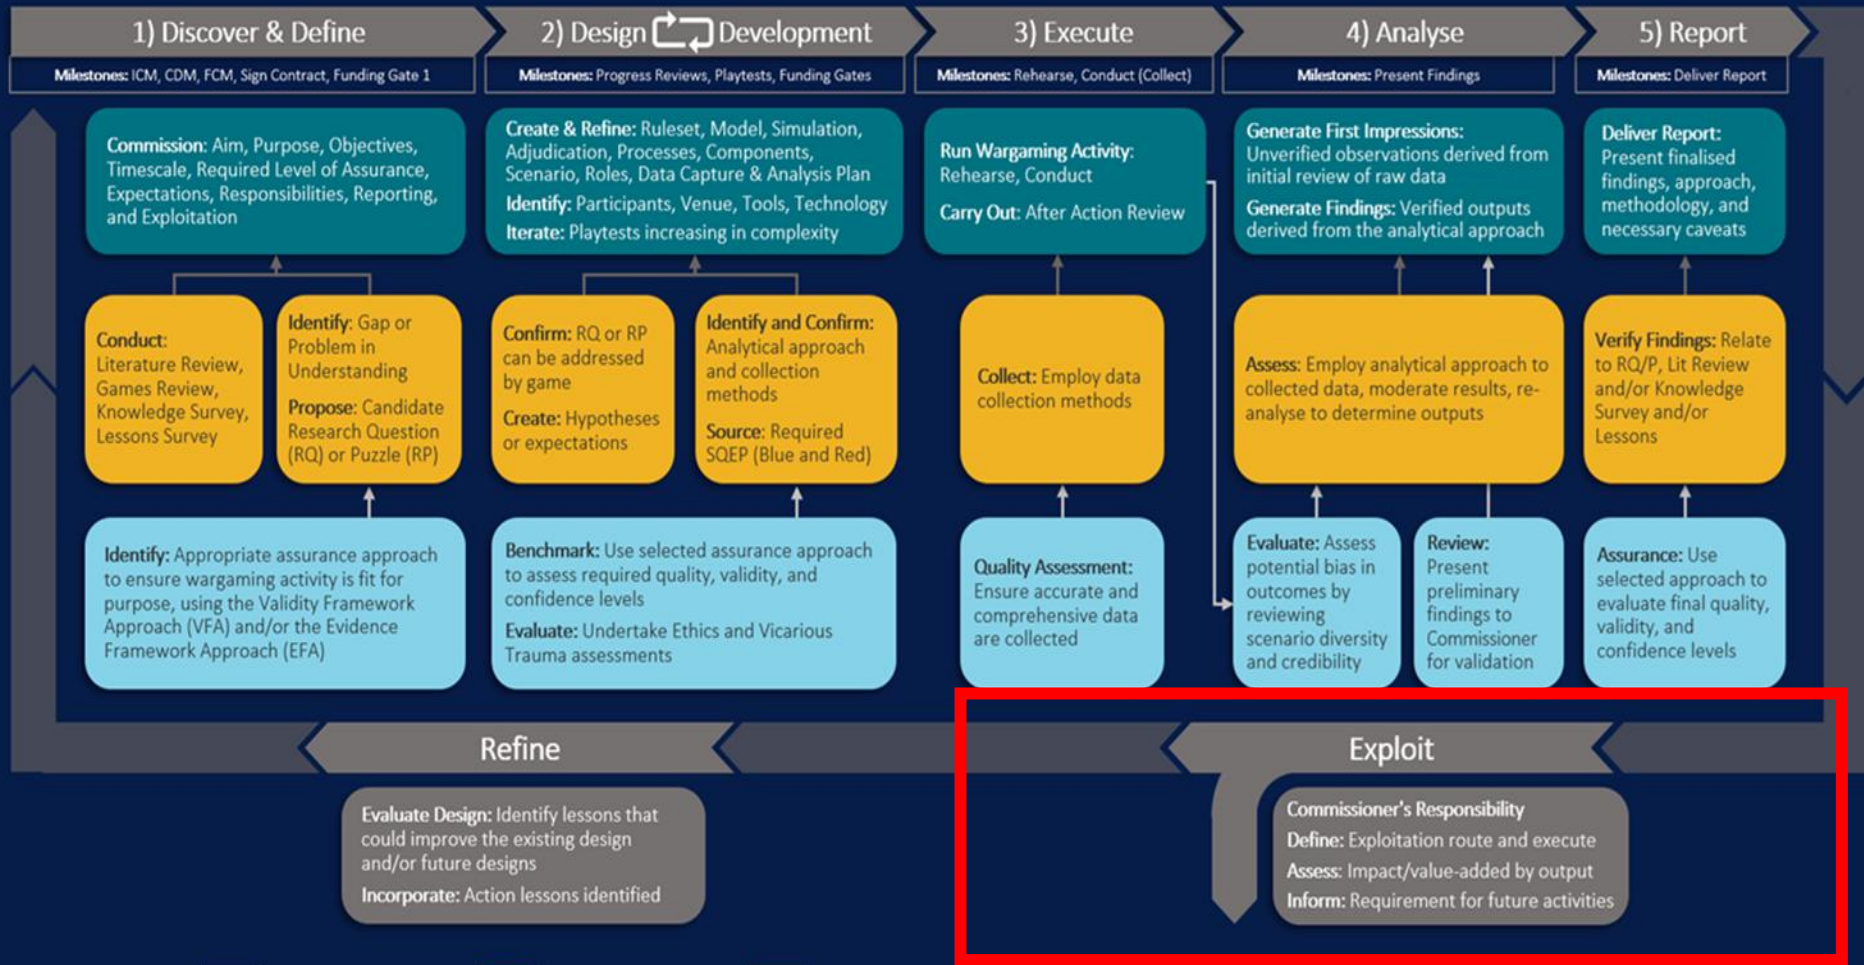 1) Discover & Define
2) Design Development
3) Execute
4) Analyse
5) Report
Milestones: ICM, CDM, FCM, Sign Contract, Funding Gate 1
Milestones: Progress Reviews, Playtests, Funding Gates
Milestones: Rehearse, Conduct (Collect)
Milestones: Present Findings
Milestones: Deliver Report
Commission: Aim, Purpose, Objectives,
Timescale, Required Level of Assurance,
Expectations, Responsibilities, Reporting,
and Exploitation
Create & Refine: Ruleset, Model, Simulation,
Adjudication, Processes, Components,
Scenario, Roles, Data Capture & Analysis Plan
Identify: Participants, Venue, Tools, Technology
Iterate: Playtests increasing in complexity
Run Wargaming Activity:
Rehearse, Conduct
Carry Out: After Action Review
Generate First Impressions:
Unverified observations derived from
initial review of raw data
Generate Findings: Verified outputs
derived from the analytical approach
Deliver Report:
Present finalised
findings, approach,
methodology, and
necessary caveats
Conduct:
Literature Review,
Games Review,
Knowledge Survey,
Lessons Survey
Identify: Gap or
Problem in
Understanding
Propose: Candidate
Research Question
(RQ) or Puzzle (RP)
Confirm: RQ or RP
can be addressed
by game
Create: Hypotheses
or expectations
Identify and Confirm:
Analytical approach
and collection
methods
Source: Required
SQEP (Blue and Red)
Collect: Employ data
collection methods
Assess: Employ analytical approach to
collected data, moderate results, re-
analyse to determine outputs
Verify Findings: Relate
to RQ/P, Lit Review
and/or Knowledge
Survey and/or
Lessons
Identify: Appropriate assurance approach
to ensure wargaming activity is fit for
purpose, using the Validity Framework
Approach (VFA) and/or the Evidence
Framework Approach (EFA)
Benchmark: Use selected assurance approach
to assess required quality, validity, and
confidence levels
Evaluate: Undertake Ethics and Vicarious
Trauma assessments
Quality Assessment:
Ensure accurate and
comprehensive data
are collected
Evaluate: Assess
potential bias in
outcomes by
reviewing
scenario diversity
and credibility
Review:
Present
preliminary
findings to
Commissioner
for validation
Assurance: Use
selected approach to
evaluate final quality,
validity, and
confidence levels
Refine
Exploit
Evaluate Design: Identify lessons that
could improve the existing design
and/or future designs
Incorporate: Action lessons identified
Commissioner's Responsibility
Define: Exploitation route and execute
Assess: Impact/value-added by output
Inform: Requirement for future activities